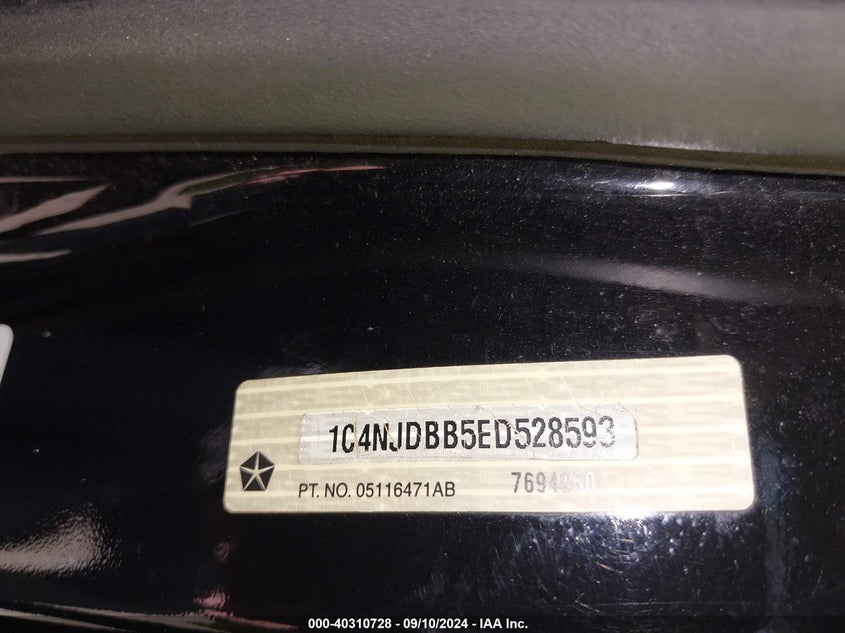 1C4NJDBB5ED528593
PT. NO. 05116471AB
000-40310728 - 09/10/2024 - IAA Inc.